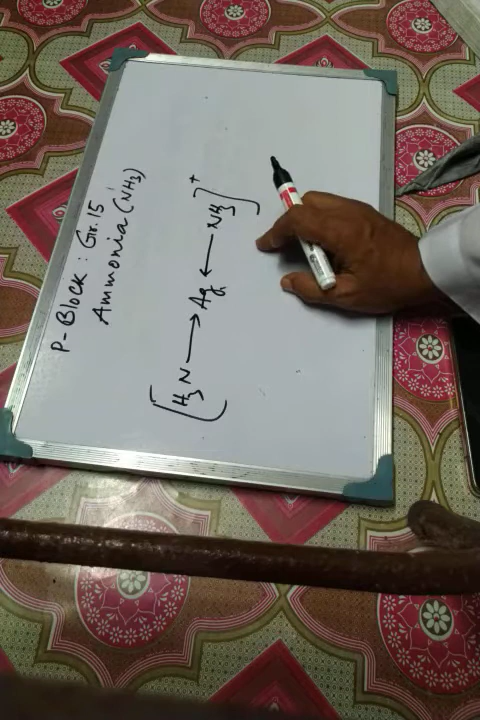 P-Block : Gr. 15
Ammonia (NH3)
[H3N → Ag ← NH3]+